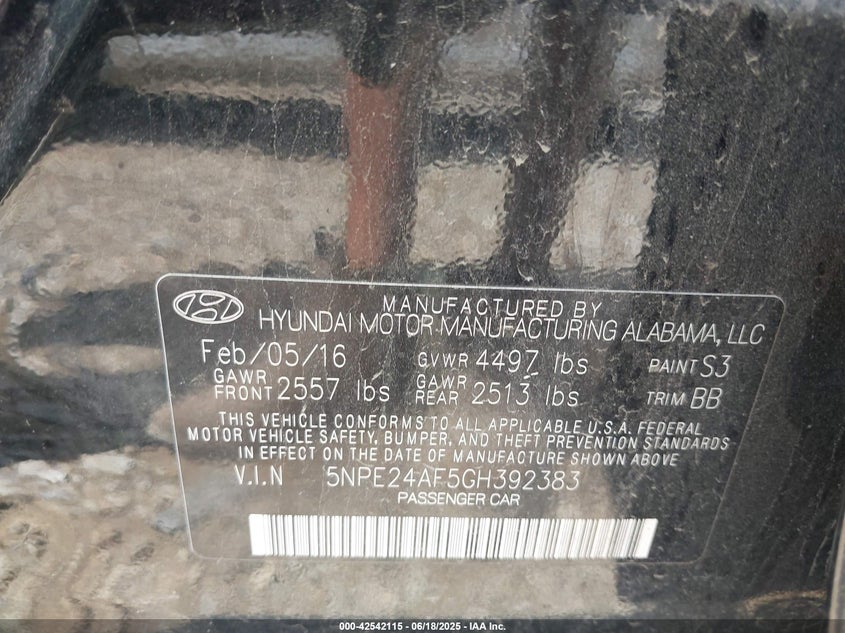 MANUFACTURED BY
HYUNDAI MOTOR MANUFACTURING ALABAMA, LLC
Feb/05/16 GVWR 4497 lbs PAINT S3
GAWR FRONT 2557 lbs GAWR REAR 2513 lbs TRIM BB
THIS VEHICLE CONFORMS TO ALL APPLICABLE U.S.A. FEDERAL
MOTOR VEHICLE SAFETY, BUMPER, AND THEFT PREVENTION STANDARDS
IN EFFECT ON THE DATE OF MANUFACTURE SHOWN ABOVE
V.I.N 5NPE24AF5GH392383
PASSENGER CAR
000-42542115 - 06/18/2025 - IAA Inc.